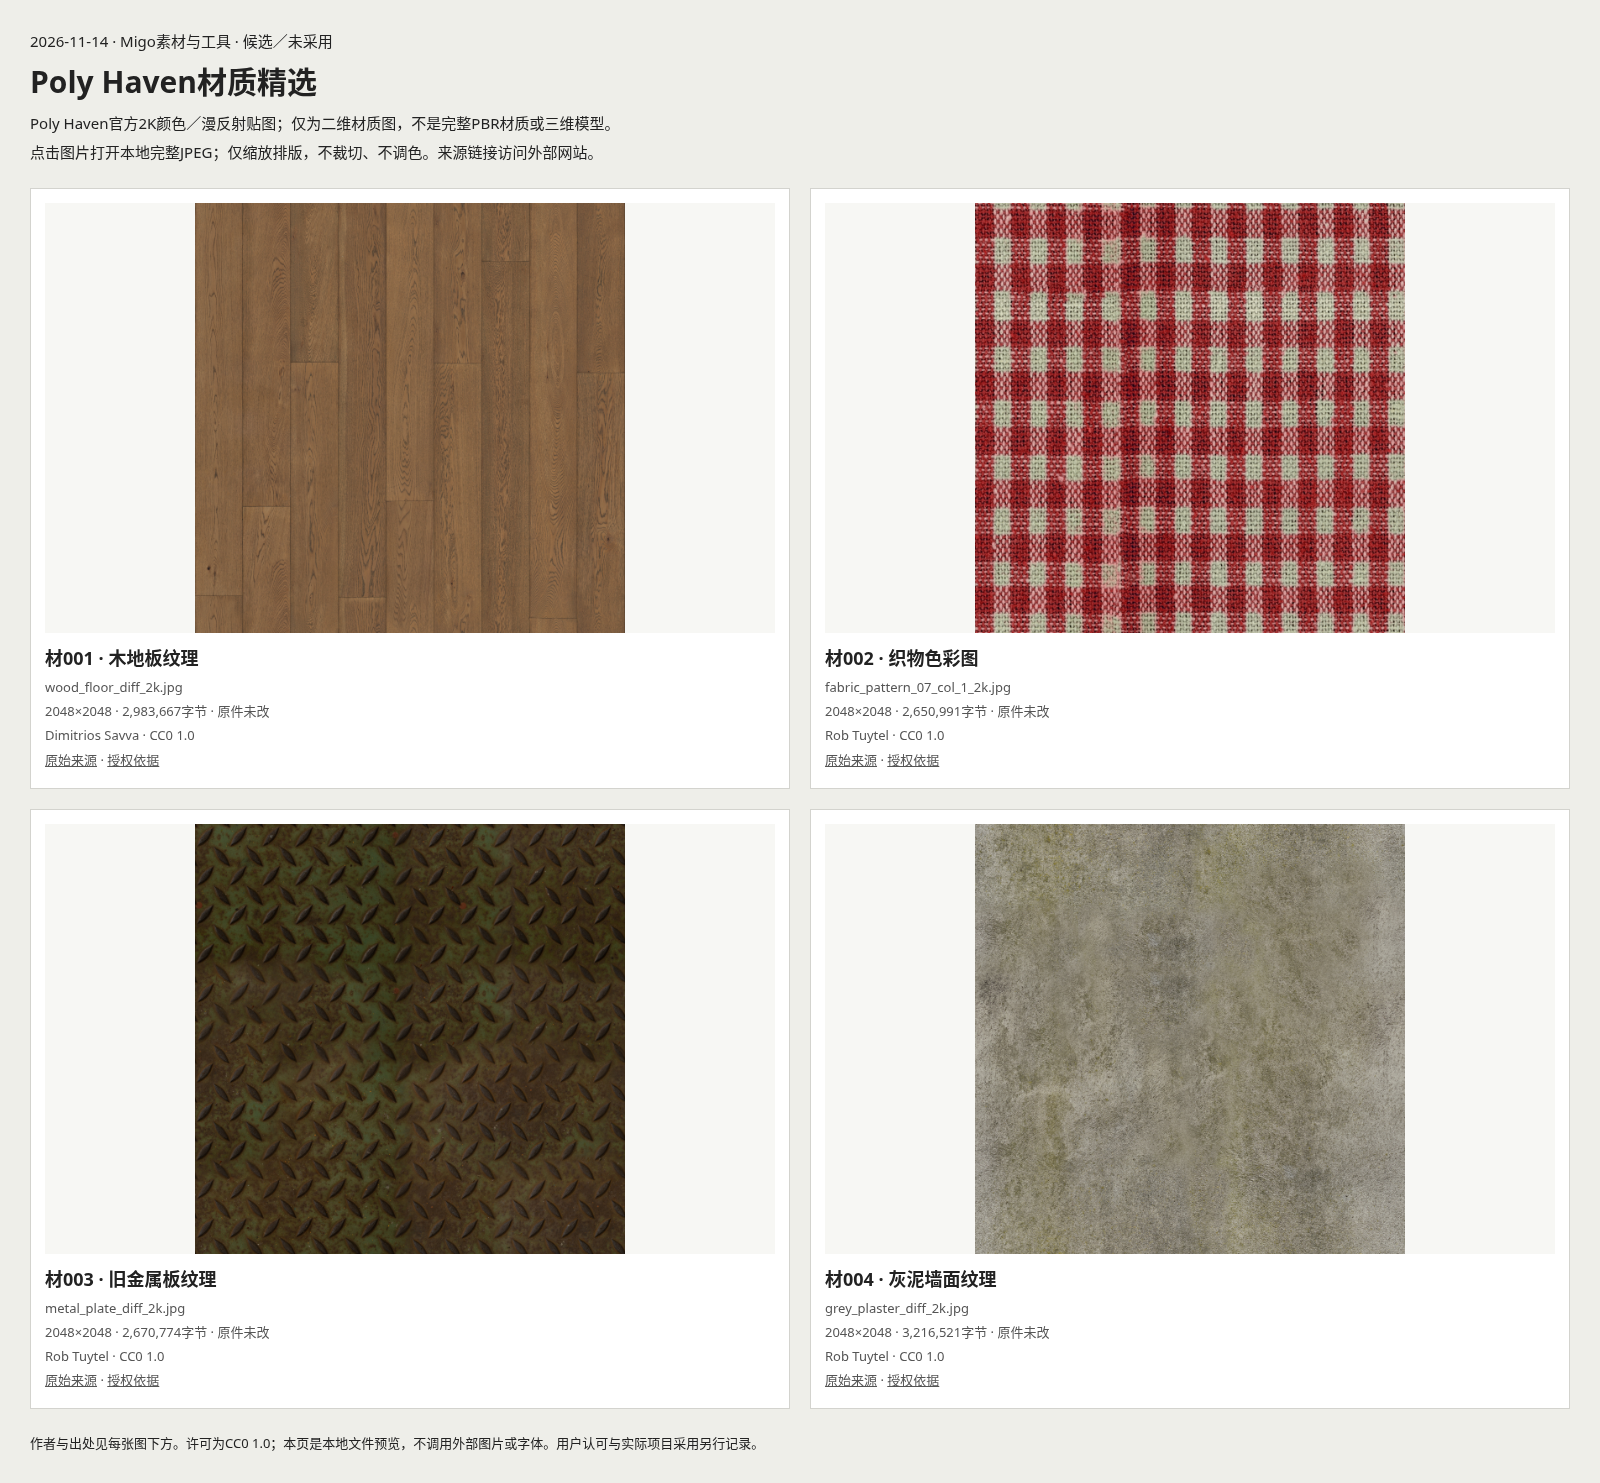 2026-11-14 · Migo素材与工具 · 候选／未采用
Poly Haven材质精选
Poly Haven官方2K颜色／漫反射贴图；仅为二维材质图，不是完整PBR材质或三维模型。
点击图片打开本地完整JPEG；仅缩放排版，不裁切、不调色。来源链接访问外部网站。
材001 · 木地板纹理
wood_floor_diff_2k.jpg
2048×2048 · 2,983,667字节 · 原件未改
Dimitrios Savva · CC0 1.0
原始来源 · 授权依据
材002 · 织物色彩图
fabric_pattern_07_col_1_2k.jpg
2048×2048 · 2,650,991字节 · 原件未改
Rob Tuytel · CC0 1.0
原始来源 · 授权依据
材003 · 旧金属板纹理
metal_plate_diff_2k.jpg
2048×2048 · 2,670,774字节 · 原件未改
Rob Tuytel · CC0 1.0
原始来源 · 授权依据
材004 · 灰泥墙面纹理
grey_plaster_diff_2k.jpg
2048×2048 · 3,216,521字节 · 原件未改
Rob Tuytel · CC0 1.0
原始来源 · 授权依据
作者与出处见每张图下方。许可为CC0 1.0；本页是本地文件预览，不调用外部图片或字体。用户认可与实际项目采用另行记录。